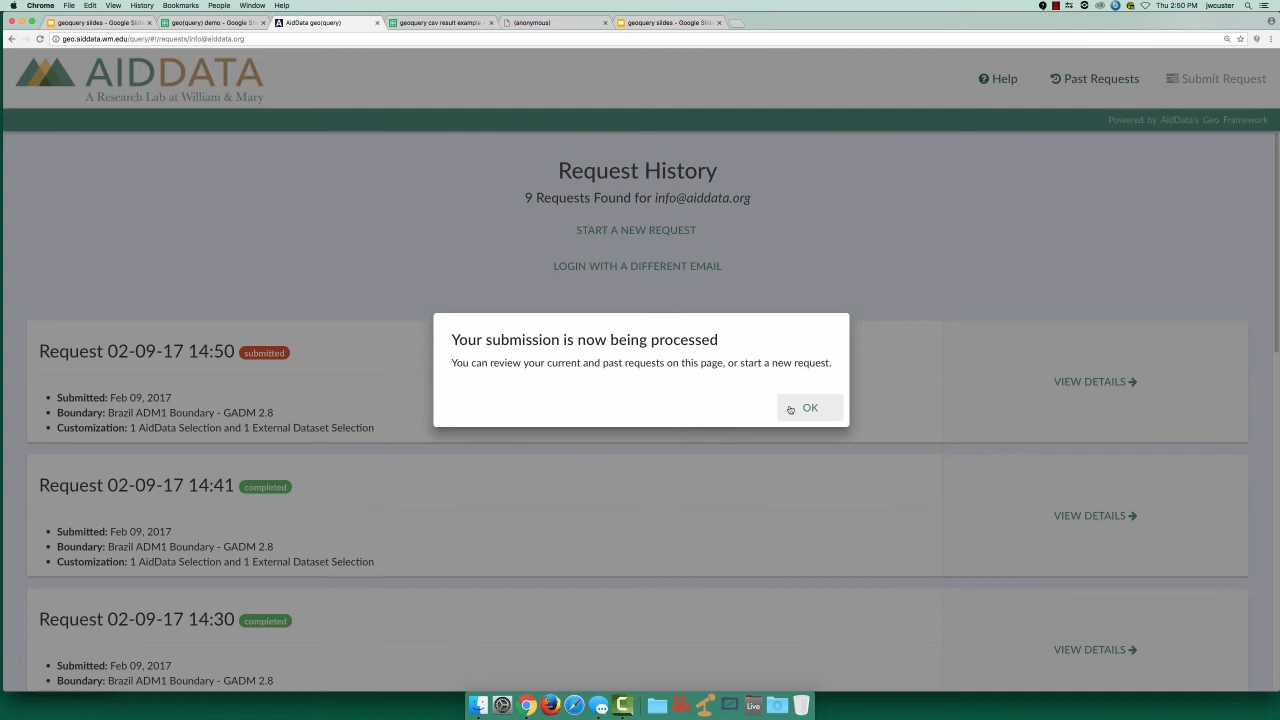 Chrome File Edit View History Bookmarks People Window Help
Thu 2:50 PM jwcuster
geoquery slides - Google Slid
geo(query) demo - Google Sh
AidData geo(query)
geoquery csv result example -
(anonymous)
geoquery slides - Google Slid
geo.aiddata.wm.edu/query/#!/requests/info@aiddata.org
AIDDATA
A Research Lab at William & Mary
Help
Past Requests
Submit Request
Powered by AidData's Geo Framework
Request History
9 Requests Found for info@aiddata.org
START A NEW REQUEST
LOGIN WITH A DIFFERENT EMAIL
Your submission is now being processed
You can review your current and past requests on this page, or start a new request.
OK
Request 02-09-17 14:50 submitted
Submitted: Feb 09, 2017
Boundary: Brazil ADM1 Boundary - GADM 2.8
Customization: 1 AidData Selection and 1 External Dataset Selection
VIEW DETAILS
Request 02-09-17 14:41 completed
Submitted: Feb 09, 2017
Boundary: Brazil ADM1 Boundary - GADM 2.8
Customization: 1 AidData Selection and 1 External Dataset Selection
VIEW DETAILS
Request 02-09-17 14:30 completed
Submitted: Feb 09, 2017
Boundary: Brazil ADM1 Boundary - GADM 2.8
VIEW DETAILS
Live